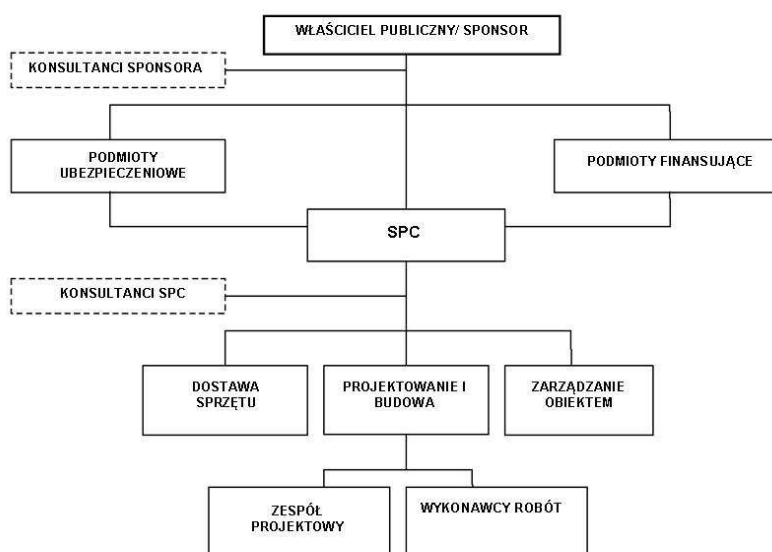 WŁAŚCICIEL PUBLICZNY/ SPONSOR
KONSULTANCI SPONSORA
PODMIOTY
UBEZPIECZENIOWE
PODMIOTY FINANSUJĄCE
SPC
KONSULTANCI SPC
DOSTAWA
SPRZĘTU
PROJEKTOWANIE I
BUDOWA
ZARZĄDZANIE
OBIEKTEM
ZESPÓŁ
PROJEKTOWY
WYKONAWCY ROBÓT